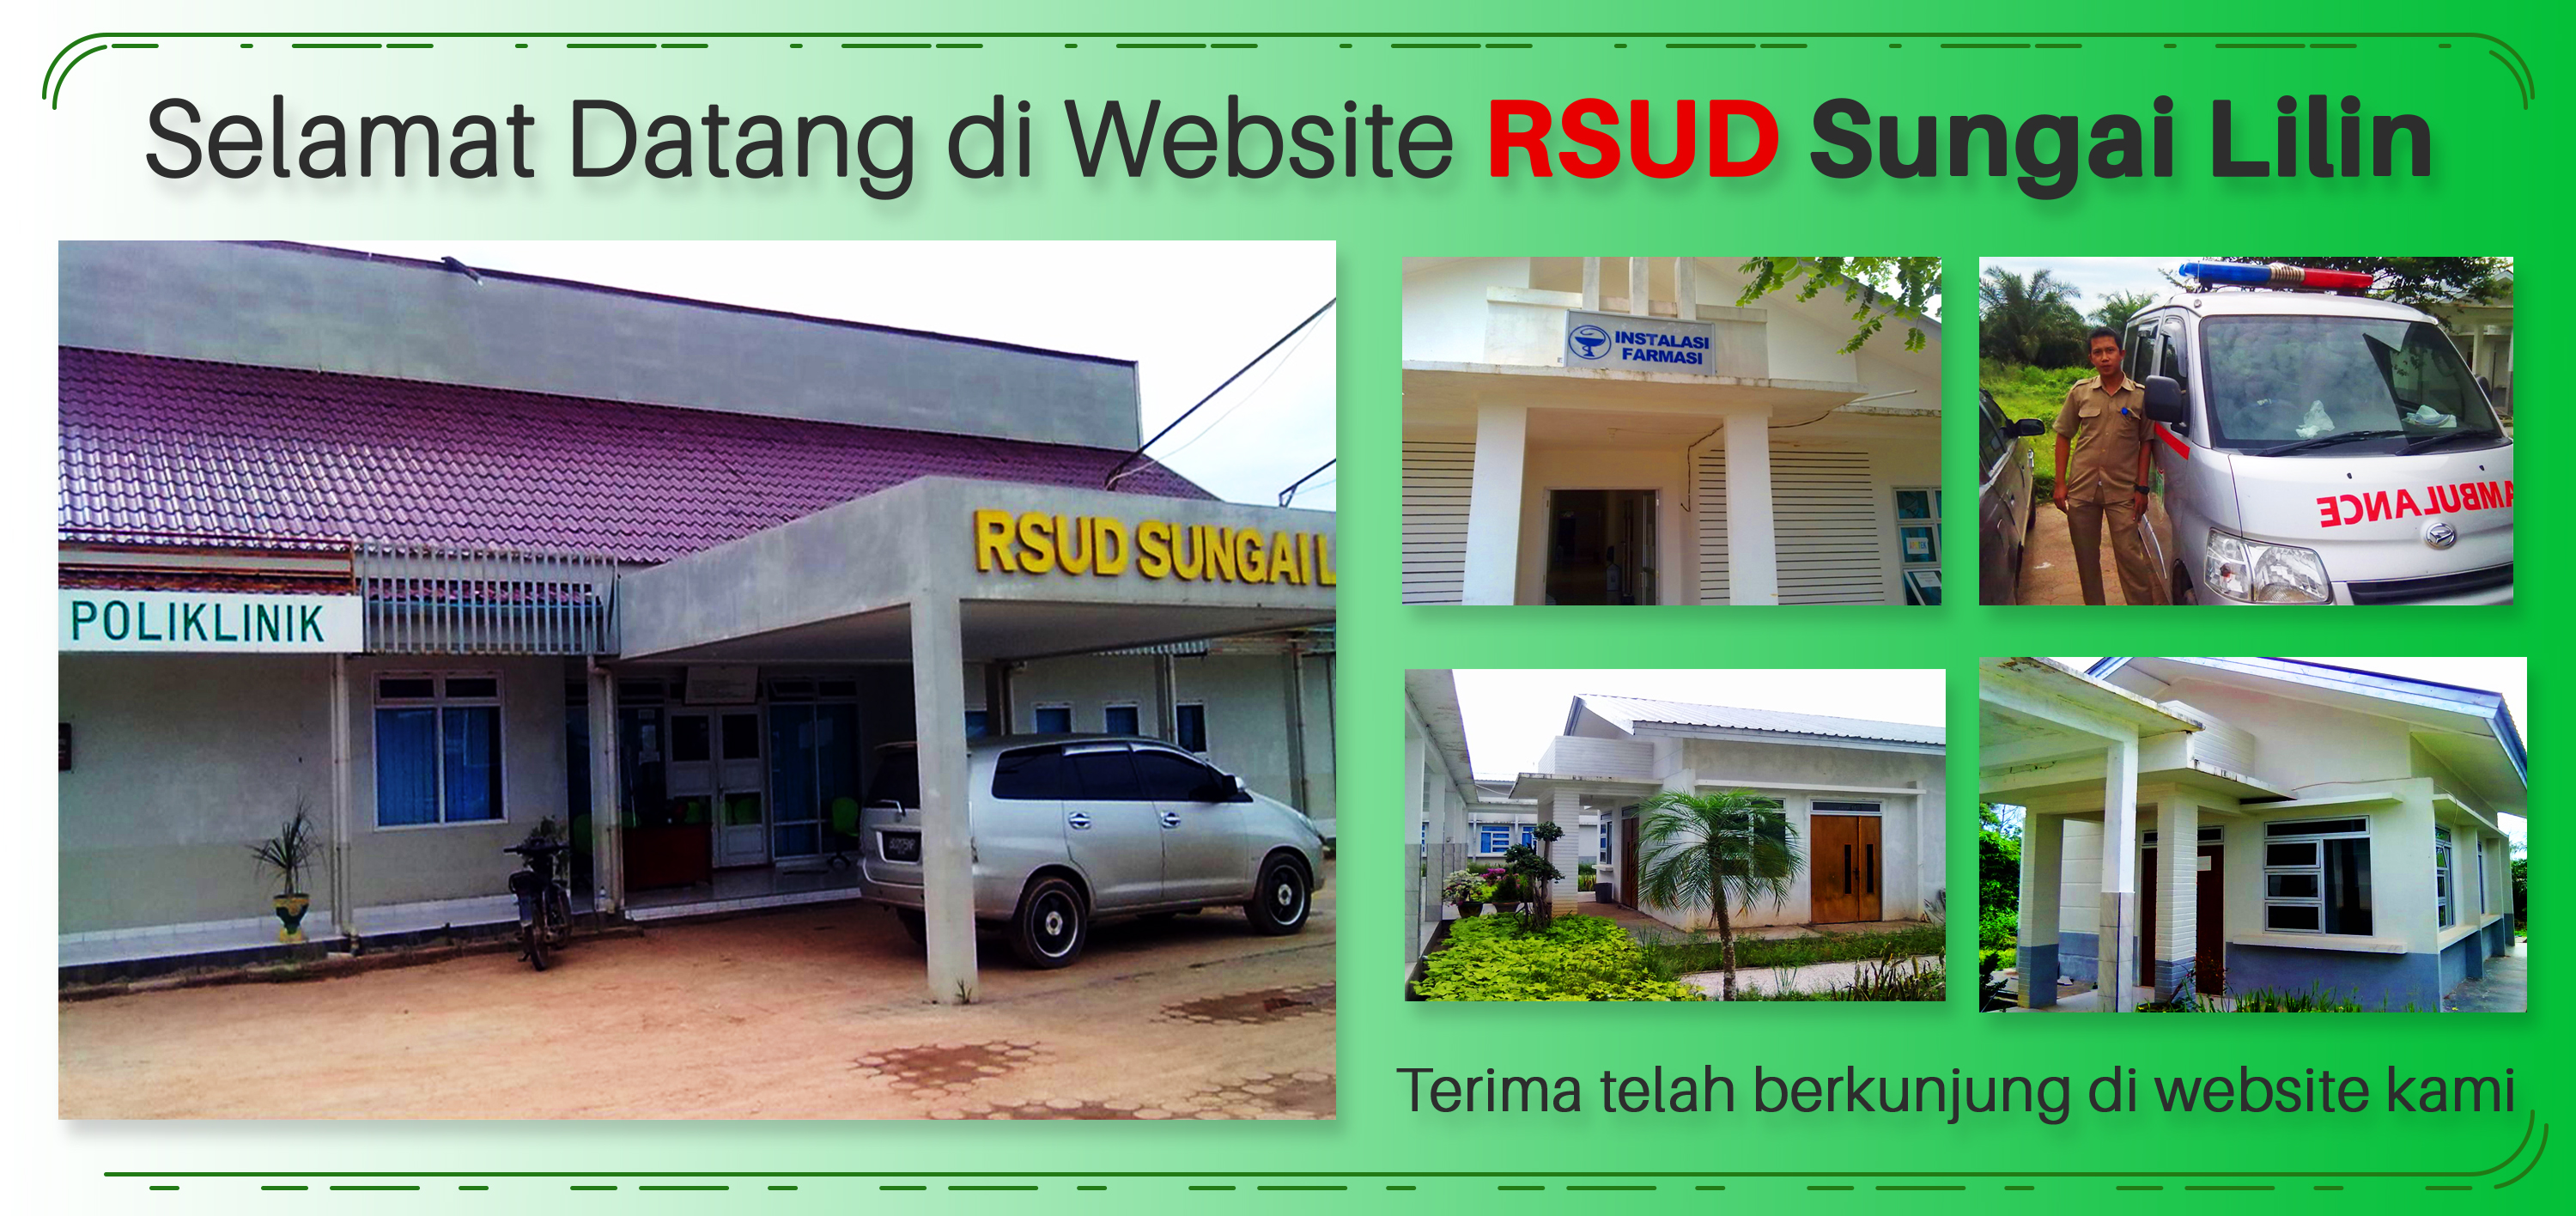 Selamat Datang di Website RSUD Sungai Lilin
RSUD SUNGAI L
POLIKLINIK
INSTALASI
FARMASI
AMBULANCE
Terima telah berkunjung di website kami